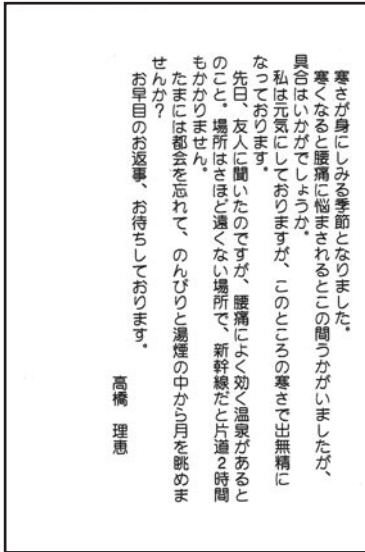 寒さが身にしみる季節となりました。
寒くなると腰痛に悩まされるとこの間うかがいましたが、
具合はいかがでしょうか。
私は元気にしておりますが、このところの寒さで出無精に
なっております。
先日、友人に聞いたのですが、腰痛によく効く温泉があると
のこと。場所はさほど遠くない場所で、新幹線だと片道2時間
もかかりません。
たまには都会を忘れて、のんびりと湯煙の中から月を眺めま
せんか？
お早目のお返事、お待ちしております。
高橋 理恵